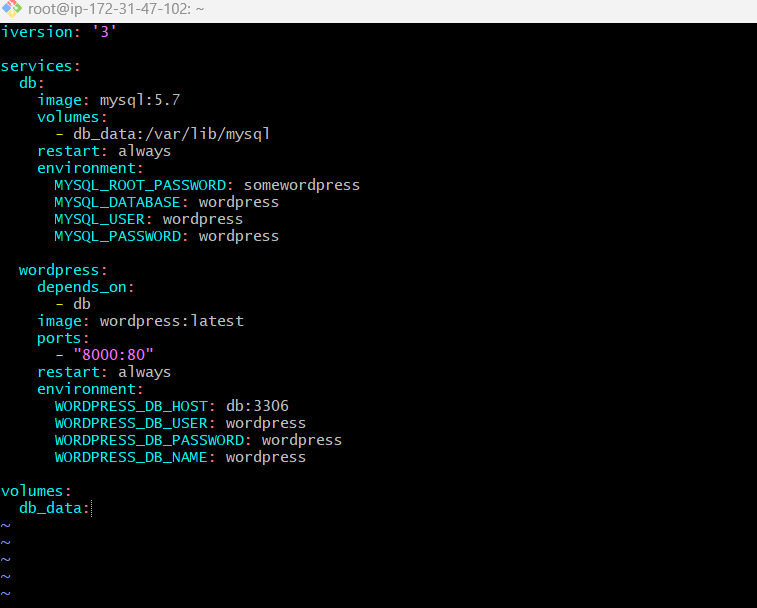 root@ip-172-31-47-102: ~
iversion: '3'

services:
  db:
    image: mysql:5.7
    volumes:
      - db_data:/var/lib/mysql
    restart: always
    environment:
      MYSQL_ROOT_PASSWORD: somewordpress
      MYSQL_DATABASE: wordpress
      MYSQL_USER: wordpress
      MYSQL_PASSWORD: wordpress

  wordpress:
    depends_on:
      - db
    image: wordpress:latest
    ports:
      - "8000:80"
    restart: always
    environment:
      WORDPRESS_DB_HOST: db:3306
      WORDPRESS_DB_USER: wordpress
      WORDPRESS_DB_PASSWORD: wordpress
      WORDPRESS_DB_NAME: wordpress

volumes:
  db_data:
~
~
~
~
~